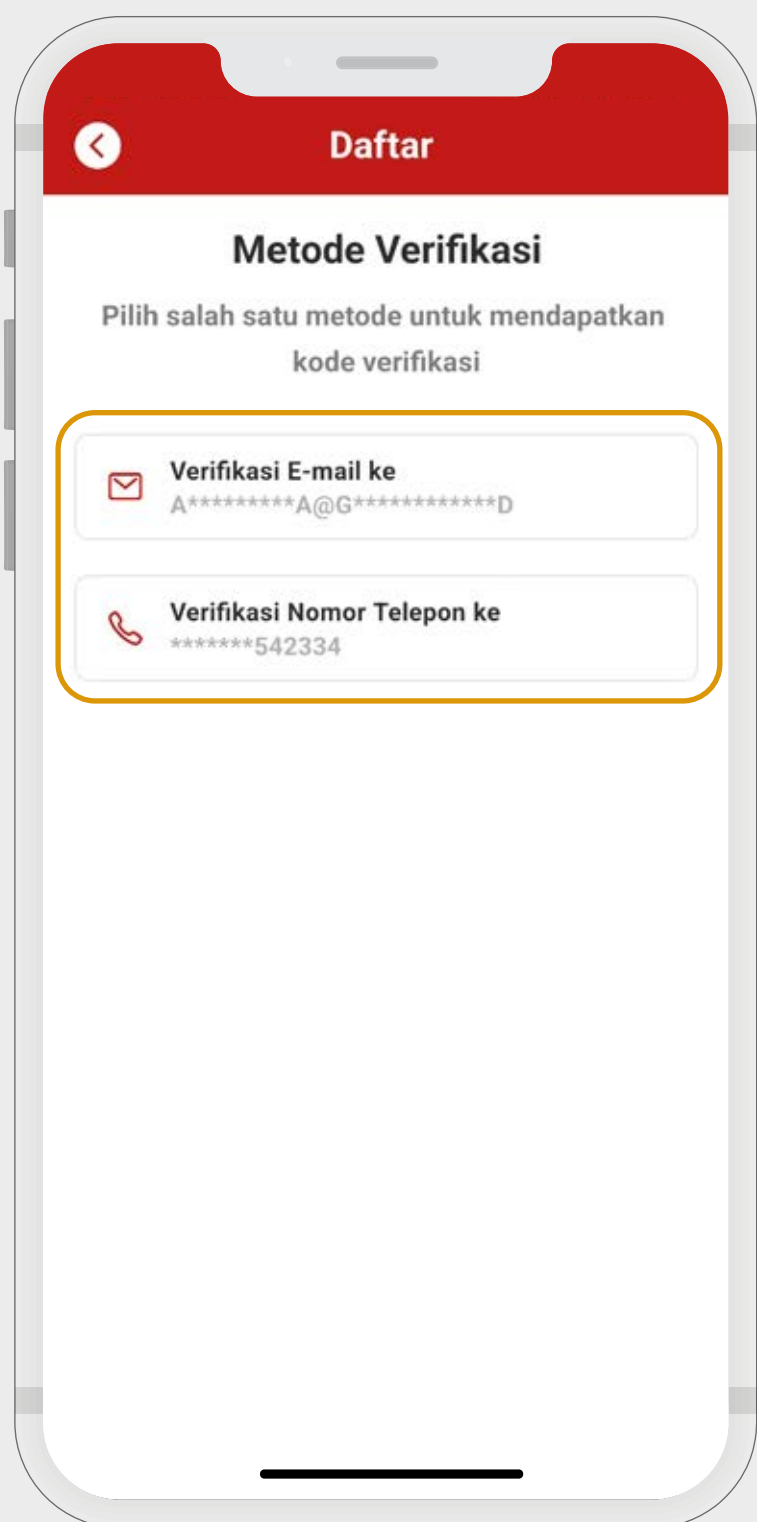 Daftar
Metode Verifikasi
Pilih salah satu metode untuk mendapatkan
kode verifikasi
Verifikasi E-mail ke
A*********A@G************D
Verifikasi Nomor Telepon ke
*******542334